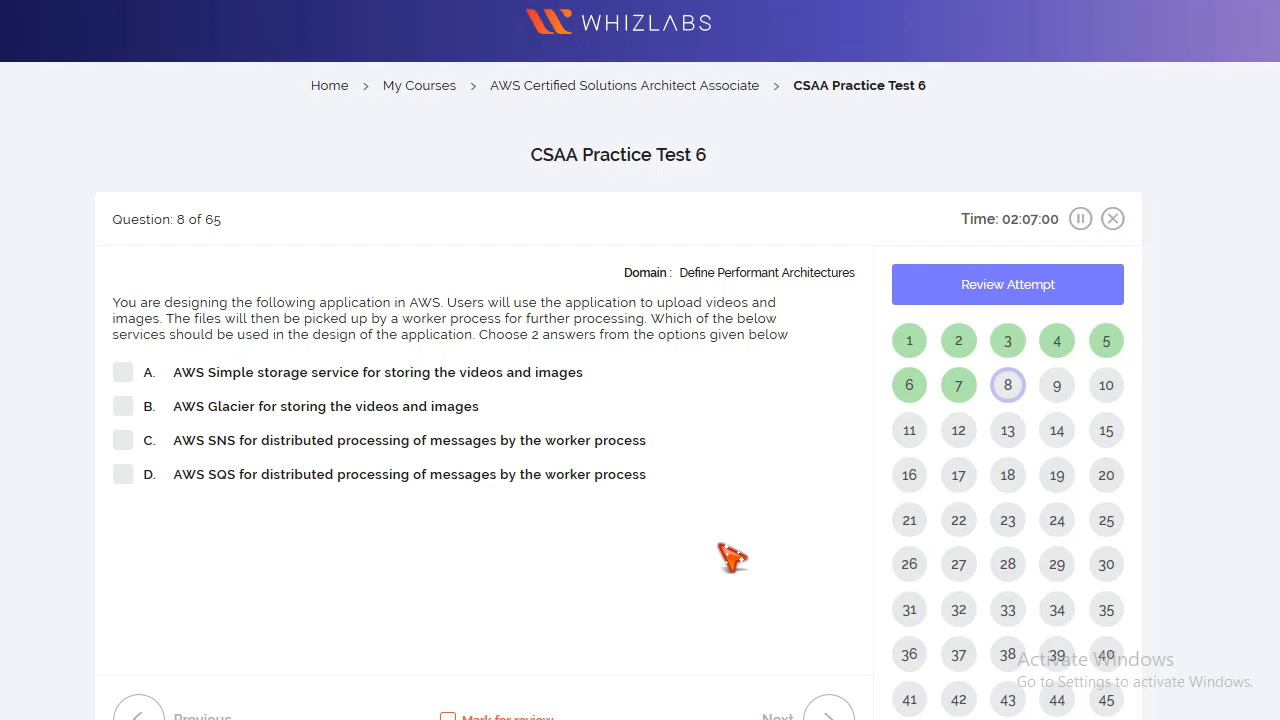 WHIZLABS
Home > My Courses > AWS Certified Solutions Architect Associate > CSAA Practice Test 6
CSAA Practice Test 6
Question: 8 of 65
Time: 02:07:00
Domain : Define Performant Architectures
You are designing the following application in AWS. Users will use the application to upload videos and
images. The files will then be picked up by a worker process for further processing. Which of the below
services should be used in the design of the application. Choose 2 answers from the options given below
A. AWS Simple storage service for storing the videos and images
B. AWS Glacier for storing the videos and images
C. AWS SNS for distributed processing of messages by the worker process
D. AWS SQS for distributed processing of messages by the worker process
Previous
Mark for review
Next
Review Attempt
1 2 3 4 5
6 7 8 9 10
11 12 13 14 15
16 17 18 19 20
21 22 23 24 25
26 27 28 29 30
31 32 33 34 35
36 37 38 39 40
41 42 43 44 45
Activate Windows
Go to Settings to activate Windows.